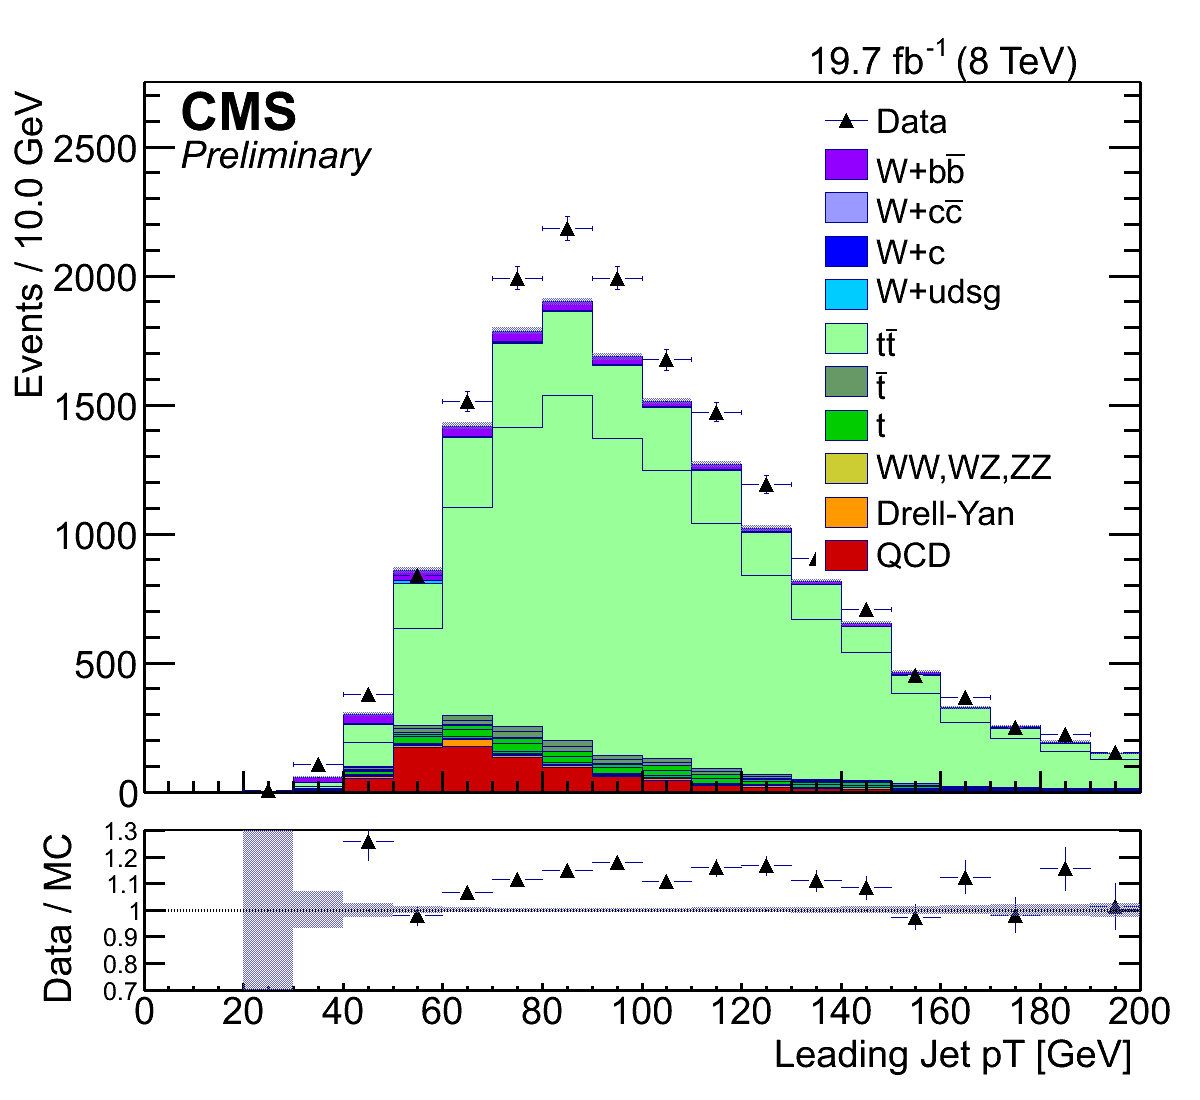 19.7 fb⁻¹ (8 TeV)
CMS
Preliminary
Events / 10.0 GeV
2500
2000
1500
1000
500
0
Data
W+bb̅
W+cc̅
W+c
W+udsg
tt̅
t̅
t
WW,WZ,ZZ
Drell-Yan
QCD
Data / MC
1.3
1.2
1.1
1
0.9
0.8
0.7
0 20 40 60 80 100 120 140 160 180 200
Leading Jet pT [GeV]